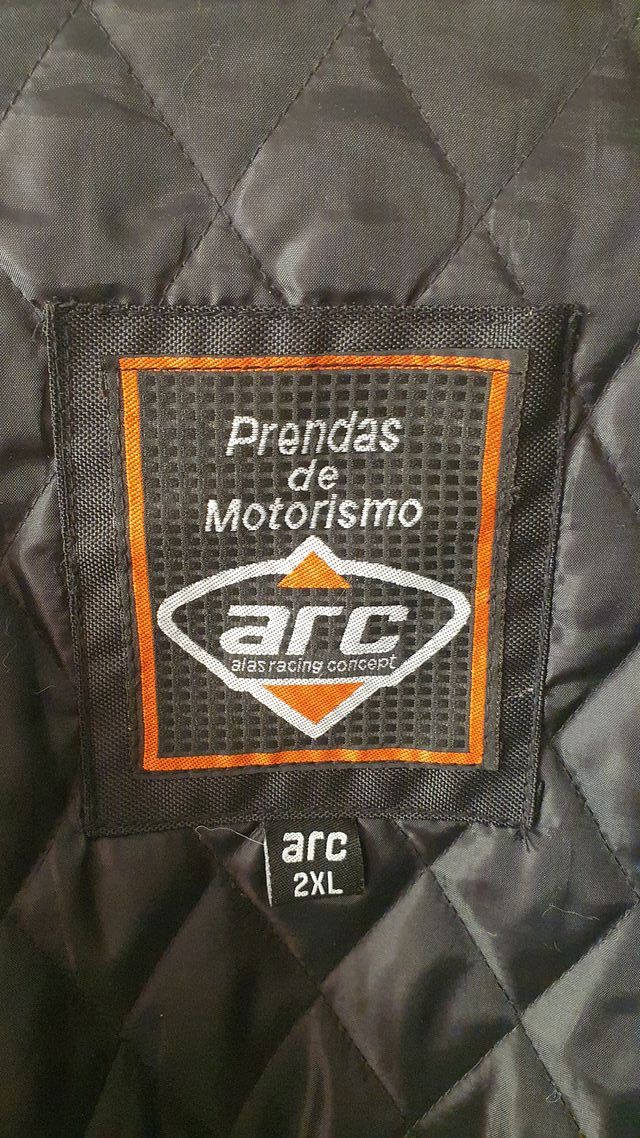 Prendas
de
Motorismo
arc
alas racing concept
arc
2XL